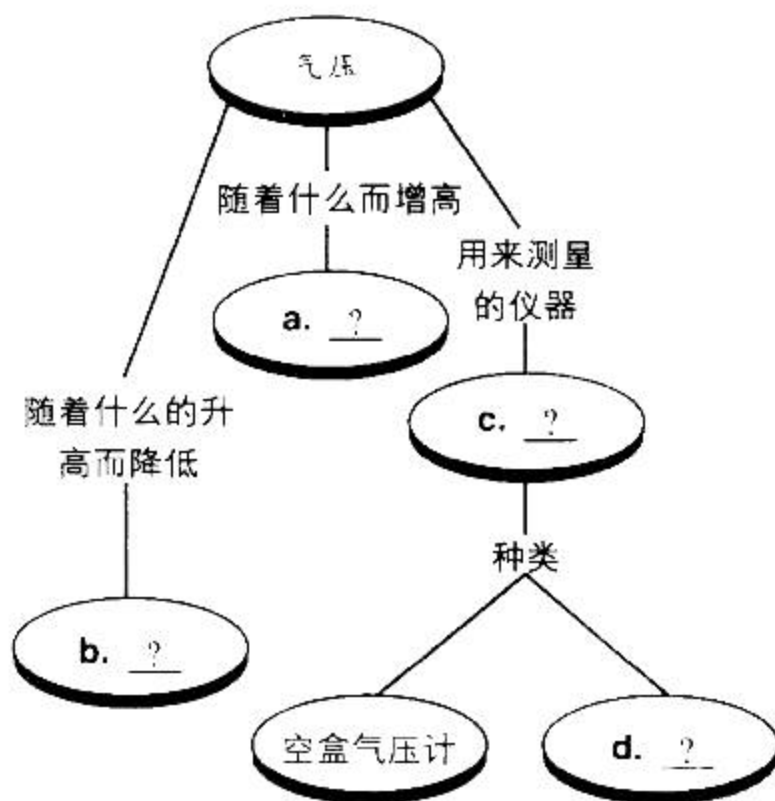 气压
随着什么而增高
用来测量
的仪器
a. ?
随着什么的升
高而降低
c. ?
种类
b. ?
空盒气压计
d. ?